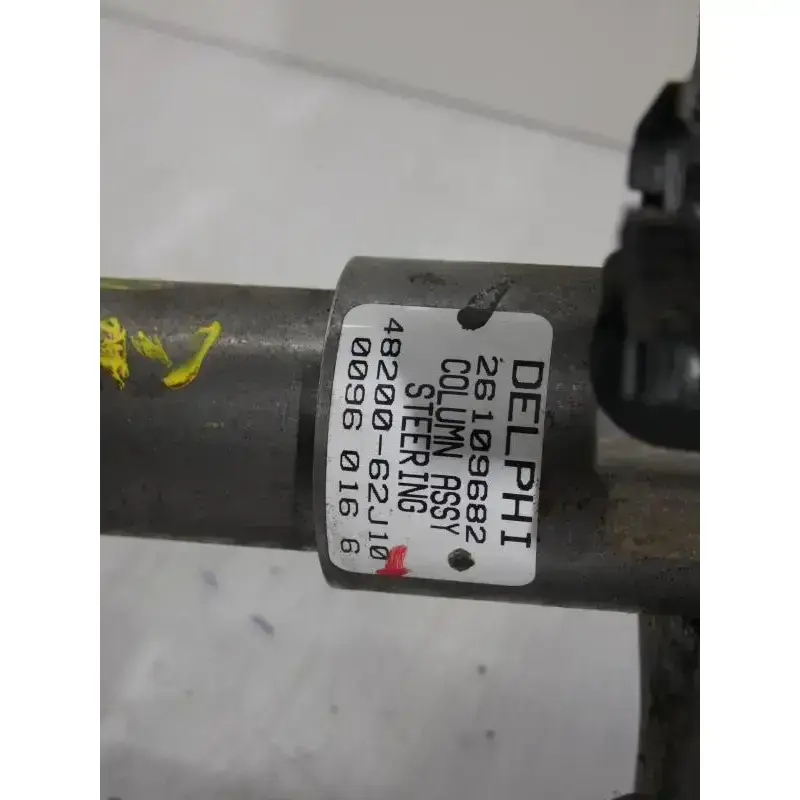 DELPHI
26109682
COLUMN ASSY
STEERING
48200-62J10
0096 016 6